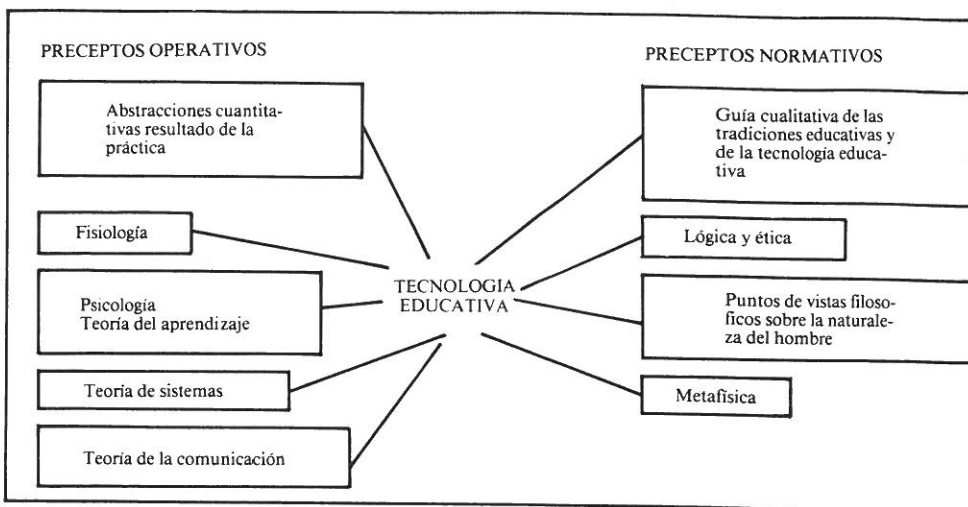 PRECEPTOS OPERATIVOS
Abstracciones cuantita-
tivas resultado de la
práctica
Fisiología
Psicología
Teoría del aprendizaje
Teoría de sistemas
Teoría de la comunicación
TECNOLOGIA
EDUCATIVA
PRECEPTOS NORMATIVOS
Guía cualitativa de las
tradiciones educativas y
de la tecnología educa-
tiva
Lógica y ética
Puntos de vistas filoso-
ficos sobre la naturale-
za del hombre
Metafísica